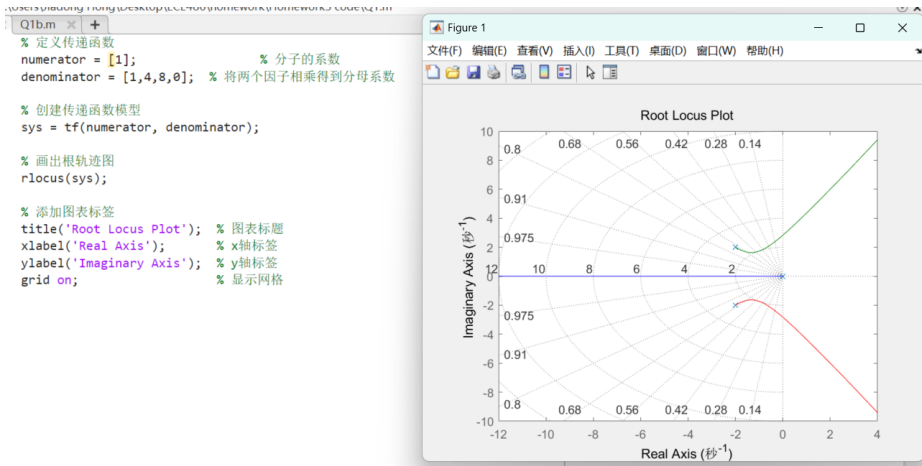 Q1b.m
% 定义传递函数
numerator = [1]; % 分子的系数
denominator = [1,4,8,0]; % 将两个因子相乘得到分母系数
% 创建传递函数模型
sys = tf(numerator, denominator);
% 画出根轨迹图
rlocus(sys);
% 添加图表标签
title('Root Locus Plot'); % 图表标题
xlabel('Real Axis'); % x轴标签
ylabel('Imaginary Axis'); % y轴标签
grid on; % 显示网格
Figure 1
文件(F) 编辑(E) 查看(V) 插入(I) 工具(T) 桌面(D) 窗口(W) 帮助(H)
Root Locus Plot
10
0.8 0.68 0.56 0.42 0.28 0.14
8
6
0.91
4
0.975
2
12 10 8 6 4 2
0
-2
0.975
-4
0.91
-6
-8
0.8 0.68 0.56 0.42 0.28 0.14
-10
-12 -10 -8 -6 -4 -2 0 2 4
Imaginary Axis (秒-1)
Real Axis (秒-1)